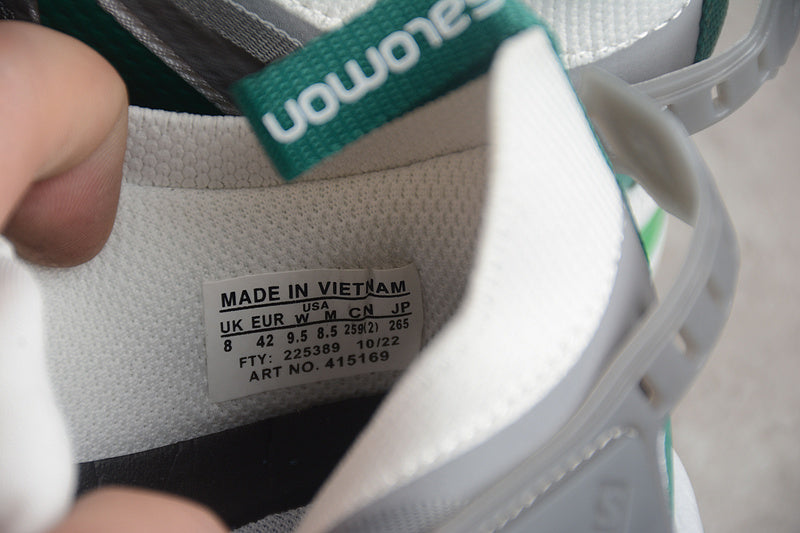 salomon
MADE IN VIETNAM
USA
UK EUR W M CN JP
8 42 9.5 8.5 259(2) 265
FTY: 225389 10/22
ART NO. 415169